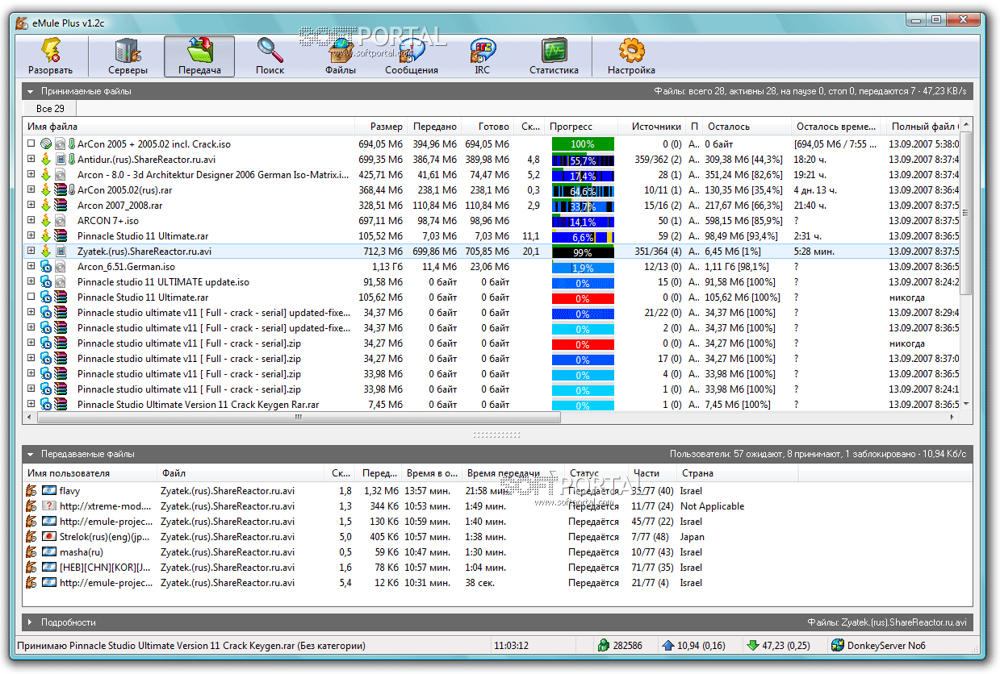 eMule Plus v1.2c
SOFTPORTAL
www.softportal.com
Разорвать Серверы Передача Поиск Файлы Сообщения IRC Статистика Настройка
Принимаемые файлы Файлы: всего 28, активны 28, на паузе 0, стоп 0, передаются 7 - 47,23 KB/s
Все 29
Имя файла Размер Передано Готово Ск... Прогресс Источники П Осталось Осталось време... Полный файл
ArCon 2005 + 2005.02 incl. Crack.iso 694,05 Мб 394,96 Мб 694,05 Мб 100% 0 (0) А.. 0 байт [694,05 Мб / 7:55 ... 13.09.2007 5:38:0
Antidur.(rus).ShareReactor.ru.avi 699,35 Мб 386,74 Мб 389,98 Мб 4,8 55,7% 359/362 (2) А.. 309,38 Мб [44,3%] 18:20 ч. 13.09.2007 8:37:4
Arcon - 8.0 - 3d Architektur Designer 2006 German Iso-Matrix.i... 425,71 Мб 41,61 Мб 74,47 Мб 5,2 17,4% 28 (1) А.. 351,24 Мб [82,6%] 19:21 ч. 13.09.2007 8:37:4
ArCon 2005.02(rus).rar 368,44 Мб 238,1 Мб 238,1 Мб 0,3 64,6% 10/11 (1) А.. 130,35 Мб [35,4%] 4 дн. 13 ч. 13.09.2007 8:36:4
Arcon 2007_2008.rar 328,51 Мб 110,84 Мб 110,84 Мб 2,9 33,7% 15/16 (2) А.. 217,67 Мб [66,3%] 21:40 ч. 13.09.2007 8:36:4
ARCON 7+.iso 697,11 Мб 98,74 Мб 98,96 Мб 14,1% 50 (1) А.. 598,15 Мб [85,9%] ? 13.09.2007 8:37:4
Pinnacle Studio 11 Ultimate.rar 105,52 Мб 7,03 Мб 7,03 Мб 11,1 6,6% 59 (2) А.. 98,49 Мб [93,4%] 2:31 ч. 13.09.2007 8:36:4
Zyatek.(rus).ShareReactor.ru.avi 712,3 Мб 699,86 Мб 705,85 Мб 20,1 99% 351/364 (4) А.. 6,45 Мб [1%] 5:28 мин. 13.09.2007 8:37:5
Arcon_6.51.German.iso 1,13 Гб 11,4 Мб 23,06 Мб 1,9% 12/13 (0) А.. 1,11 Гб [98,1%] ? 13.09.2007 8:36:5
Pinnacle studio 11 ULTIMATE update.iso 91,58 Мб 0 байт 0 байт 0% 15 (0) А.. 91,58 Мб [100%] ? 13.09.2007 8:24:2
Pinnacle Studio 11 Ultimate.rar 105,62 Мб 0 байт 0 байт 0% 0 (0) А.. 105,62 Мб [100%] ? никогда
Pinnacle studio ultimate v11 [ Full - crack - serial] updated-fixe... 34,37 Мб 0 байт 0 байт 0% 21/22 (0) А.. 34,37 Мб [100%] ? 13.09.2007 8:29:4
Pinnacle studio ultimate v11 [ Full - crack - serial] updated-fixe... 34,37 Мб 0 байт 0 байт 0% 2 (0) А.. 34,37 Мб [100%] ? 13.09.2007 8:36:5
Pinnacle studio ultimate v11 [ Full - crack - serial].zip 34,27 Мб 0 байт 0 байт 0% 0 (0) А.. 34,27 Мб [100%] ? никогда
Pinnacle studio ultimate v11 [ Full - crack - serial].zip 34,27 Мб 0 байт 0 байт 0% 17 (0) А.. 34,27 Мб [100%] ? 13.09.2007 8:37:0
Pinnacle studio ultimate v11 [ Full - crack - serial].zip 33,98 Мб 0 байт 0 байт 0% 4 (0) А.. 33,98 Мб [100%] ? 13.09.2007 8:36:5
Pinnacle studio ultimate v11 [ Full - crack - serial].zip 33,98 Мб 0 байт 0 байт 0% 1 (0) А.. 33,98 Мб [100%] ? 13.09.2007 8:24:1
Pinnacle Studio Ultimate Version 11 Crack Keygen Rar.rar 7,45 Мб 0 байт 0 байт 0% 1 (0) А.. 7,45 Мб [100%] ? 13.09.2007 8:36:5
Передаваемые файлы Пользователи: 57 ожидают, 8 принимают, 1 заблокировано - 10,94 Кб/с
Имя пользователя Файл Ск... Перед... Время в о... Время передачи Статус Части Страна
SOFTPORTAL
www.softportal.com
flavy Zyatek.(rus).ShareReactor.ru.avi 1,8 1,32 Мб 13:57 мин. 21:58 мин. Передаётся 35/77 (40) Israel
http://xtreme-mod.... Zyatek.(rus).ShareReactor.ru.avi 1,3 344 Кб 10:53 мин. 1:49 мин. Передаётся 11/77 (24) Not Applicable
http://emule-projec... Zyatek.(rus).ShareReactor.ru.avi 1,5 130 Кб 10:59 мин. 1:40 мин. Передаётся 45/77 (22) Israel
Strelok(rus)(eng)(jp... Zyatek.(rus).ShareReactor.ru.avi 5,0 405 Кб 10:57 мин. 1:38 мин. Передаётся 7/77 (48) Japan
masha(ru) Zyatek.(rus).ShareReactor.ru.avi 0,5 59 Кб 10:47 мин. 1:30 мин. Передаётся 10/77 (43) Israel
[HEB][CHN][KOR][J... Zyatek.(rus).ShareReactor.ru.avi 1,6 78 Кб 10:57 мин. 1:04 мин. Передаётся 71/77 (35) Israel
http://emule-projec... Zyatek.(rus).ShareReactor.ru.avi 5,4 12 Кб 10:31 мин. 38 сек. Передаётся 21/77 (4) Israel
Подробности Файлы: Zyatek.(rus).ShareReactor.ru.avi
Принимаю Pinnacle Studio Ultimate Version 11 Crack Keygen.rar (Без категории) 11:03:12 282586 10,94 (0,16) 47,23 (0,25) DonkeyServer No6